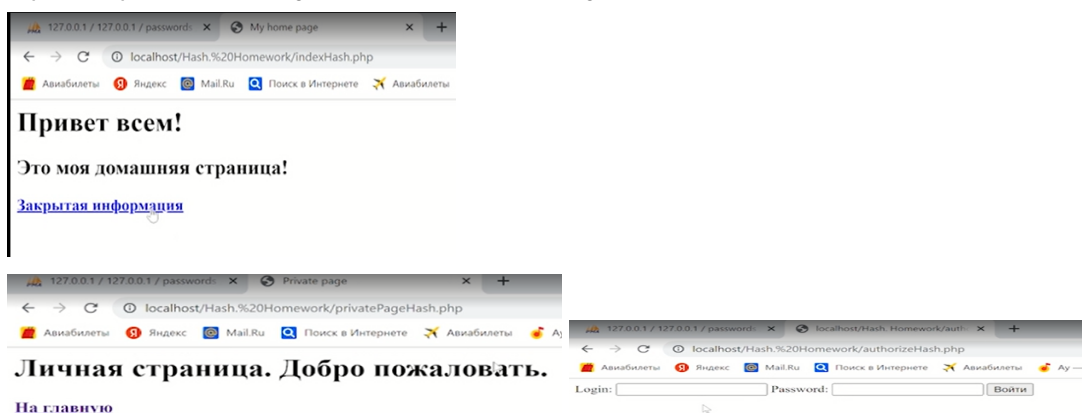 127.0.0.1 / 127.0.0.1 / passwords
My home page
localhost/Hash.%20Homework/indexHash.php
Авиабилеты Яндекс Mail.Ru Поиск в Интернете Авиабилеты
Привет всем!
Это моя домашняя страница!
Закрытая информация
127.0.0.1 / 127.0.0.1 / passwords
Private page
localhost/Hash.%20Homework/privatePageHash.php
Авиабилеты Яндекс Mail.Ru Поиск в Интернете Авиабилеты
Личная страница. Добро пожаловать.
На главную
127.0.0.1 / 127.0.0.1 / password
localhost/Hash. Homework/auth
localhost/Hash.%20Homework/authorizeHash.php
Авиабилеты Яндекс Mail.Ru Поиск в Интернете Авиабилеты Ау —
Login: Password: Войти